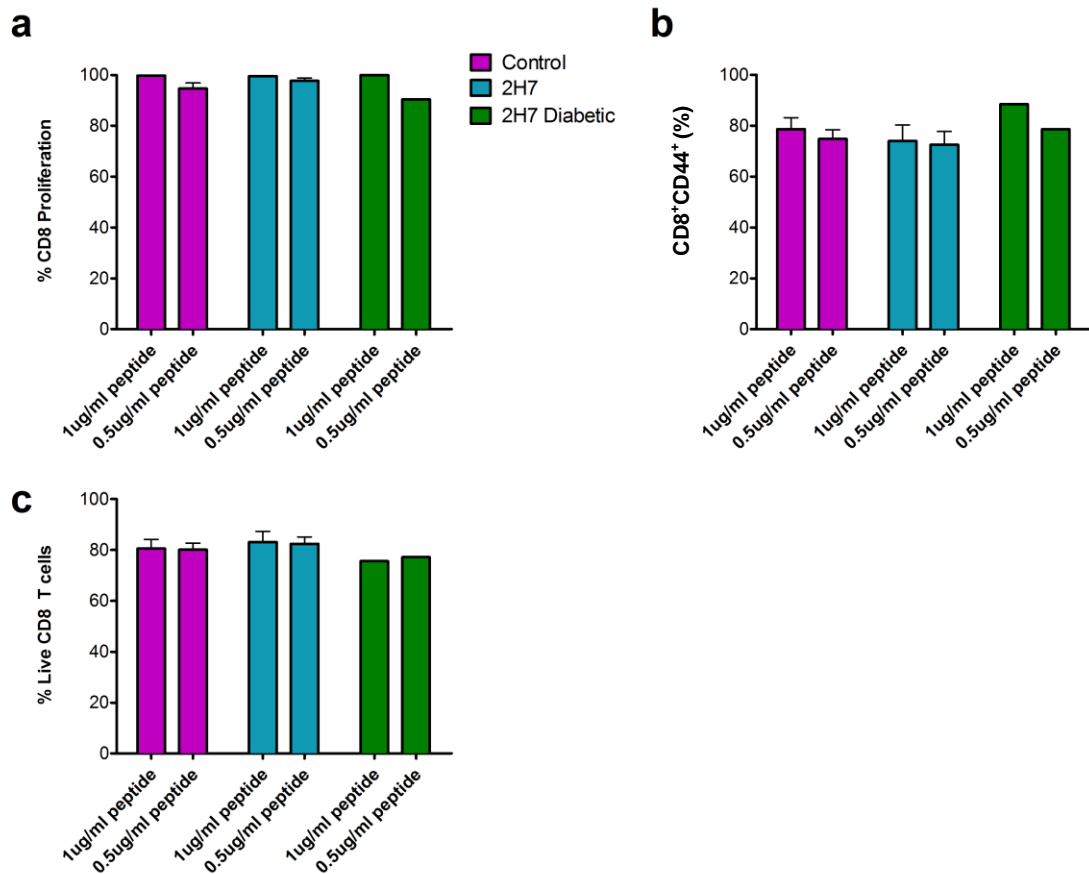 a
% CD8 Proliferation
100
80
60
40
20
0
1ug/ml peptide
0.5ug/ml peptide
1ug/ml peptide
0.5ug/ml peptide
1ug/ml peptide
0.5ug/ml peptide
Control
2H7
2H7 Diabetic
b
CD8⁺CD44⁺ (%)
100
80
60
40
20
0
1ug/ml peptide
0.5ug/ml peptide
1ug/ml peptide
0.5ug/ml peptide
1ug/ml peptide
0.5ug/ml peptide
c
% Live CD8 T cells
100
80
60
40
20
0
1ug/ml peptide
0.5ug/ml peptide
1ug/ml peptide
0.5ug/ml peptide
1ug/ml peptide
0.5ug/ml peptide